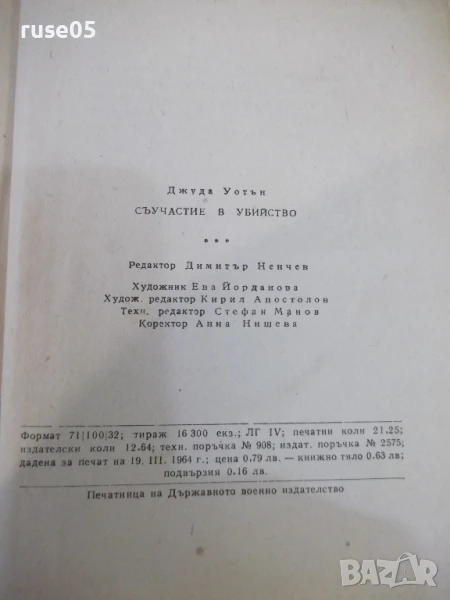 ruse05
Джуда Уотън
СЪУЧАСТИЕ В УБИЙСТВО
* * *
Редактор Димитър Ненчев
Художник Ева Йорданова
Худож. редактор Кирил Апостолов
Техн. редактор Стефан Манов
Коректор Анна Нишева
Формат 71|100|32; тираж 16 300 екз.; ЛГ IV; печатни коли 21.25;
издателски коли 12.64; техн. поръчка № 908; издат. поръчка № 2575;
дадена за печат на 19. III. 1964 г.; цена 0.79 лв. — книжно тяло 0.63 лв;
подвързия 0.16 лв.
Печатница на Държавното военно издателство
BAZAR